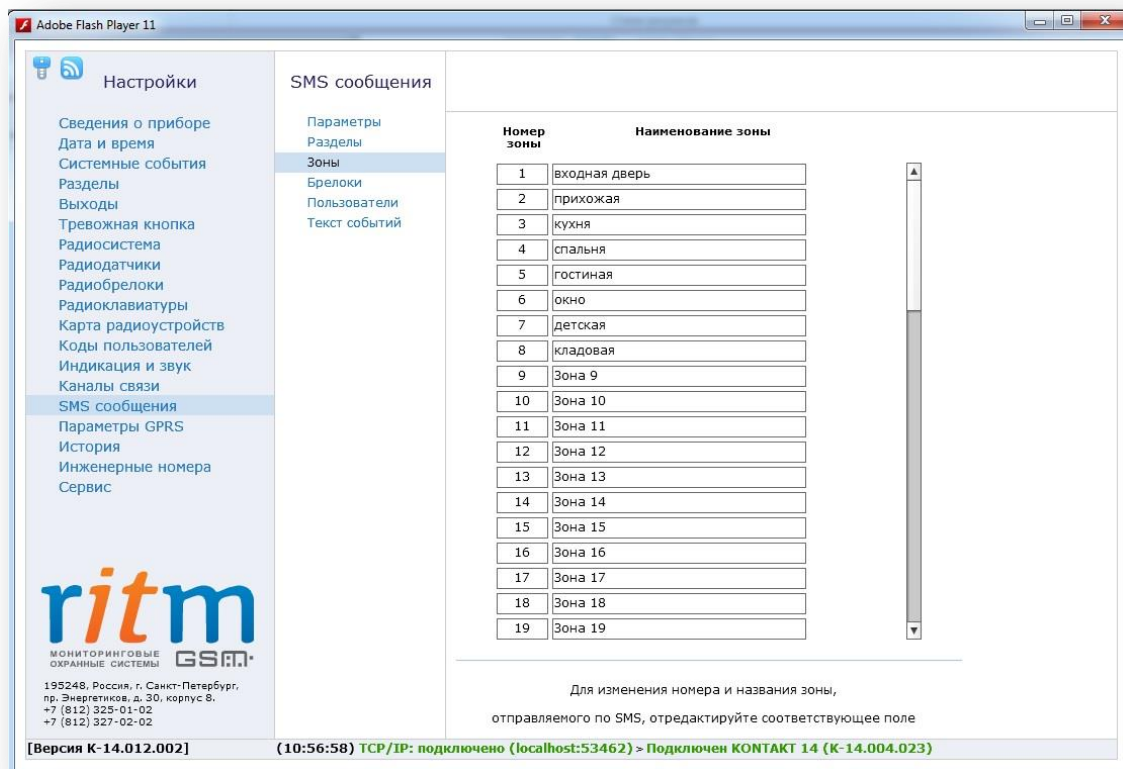 Adobe Flash Player 11
Настройки
Сведения о приборе
Дата и время
Системные события
Разделы
Выходы
Тревожная кнопка
Радиосистема
Радиодатчики
Радиобрелоки
Радиоклавиатуры
Карта радиоустройств
Коды пользователей
Индикация и звук
Каналы связи
SMS сообщения
Параметры GPRS
История
Инженерные номера
Сервис
ritm
МОНИТОРИНГОВЫЕ
ОХРАННЫЕ СИСТЕМЫ
GSM
195248, Россия, г. Санкт-Петербург,
пр. Энергетиков, д. 30, корпус 8.
+7 (812) 325-01-02
+7 (812) 327-02-02
SMS сообщения
Параметры
Разделы
Зоны
Брелоки
Пользователи
Текст событий
Номер зоны Наименование зоны
1 входная дверь
2 прихожая
3 кухня
4 спальня
5 гостиная
6 окно
7 детская
8 кладовая
9 Зона 9
10 Зона 10
11 Зона 11
12 Зона 12
13 Зона 13
14 Зона 14
15 Зона 15
16 Зона 16
17 Зона 17
18 Зона 18
19 Зона 19
Для изменения номера и названия зоны,
отправляемого по SMS, отредактируйте соответствующее поле
[Версия K-14.012.002] (10:56:58) TCP/IP: подключено (localhost:53462) > Подключен KONTAKT 14 (K-14.004.023)